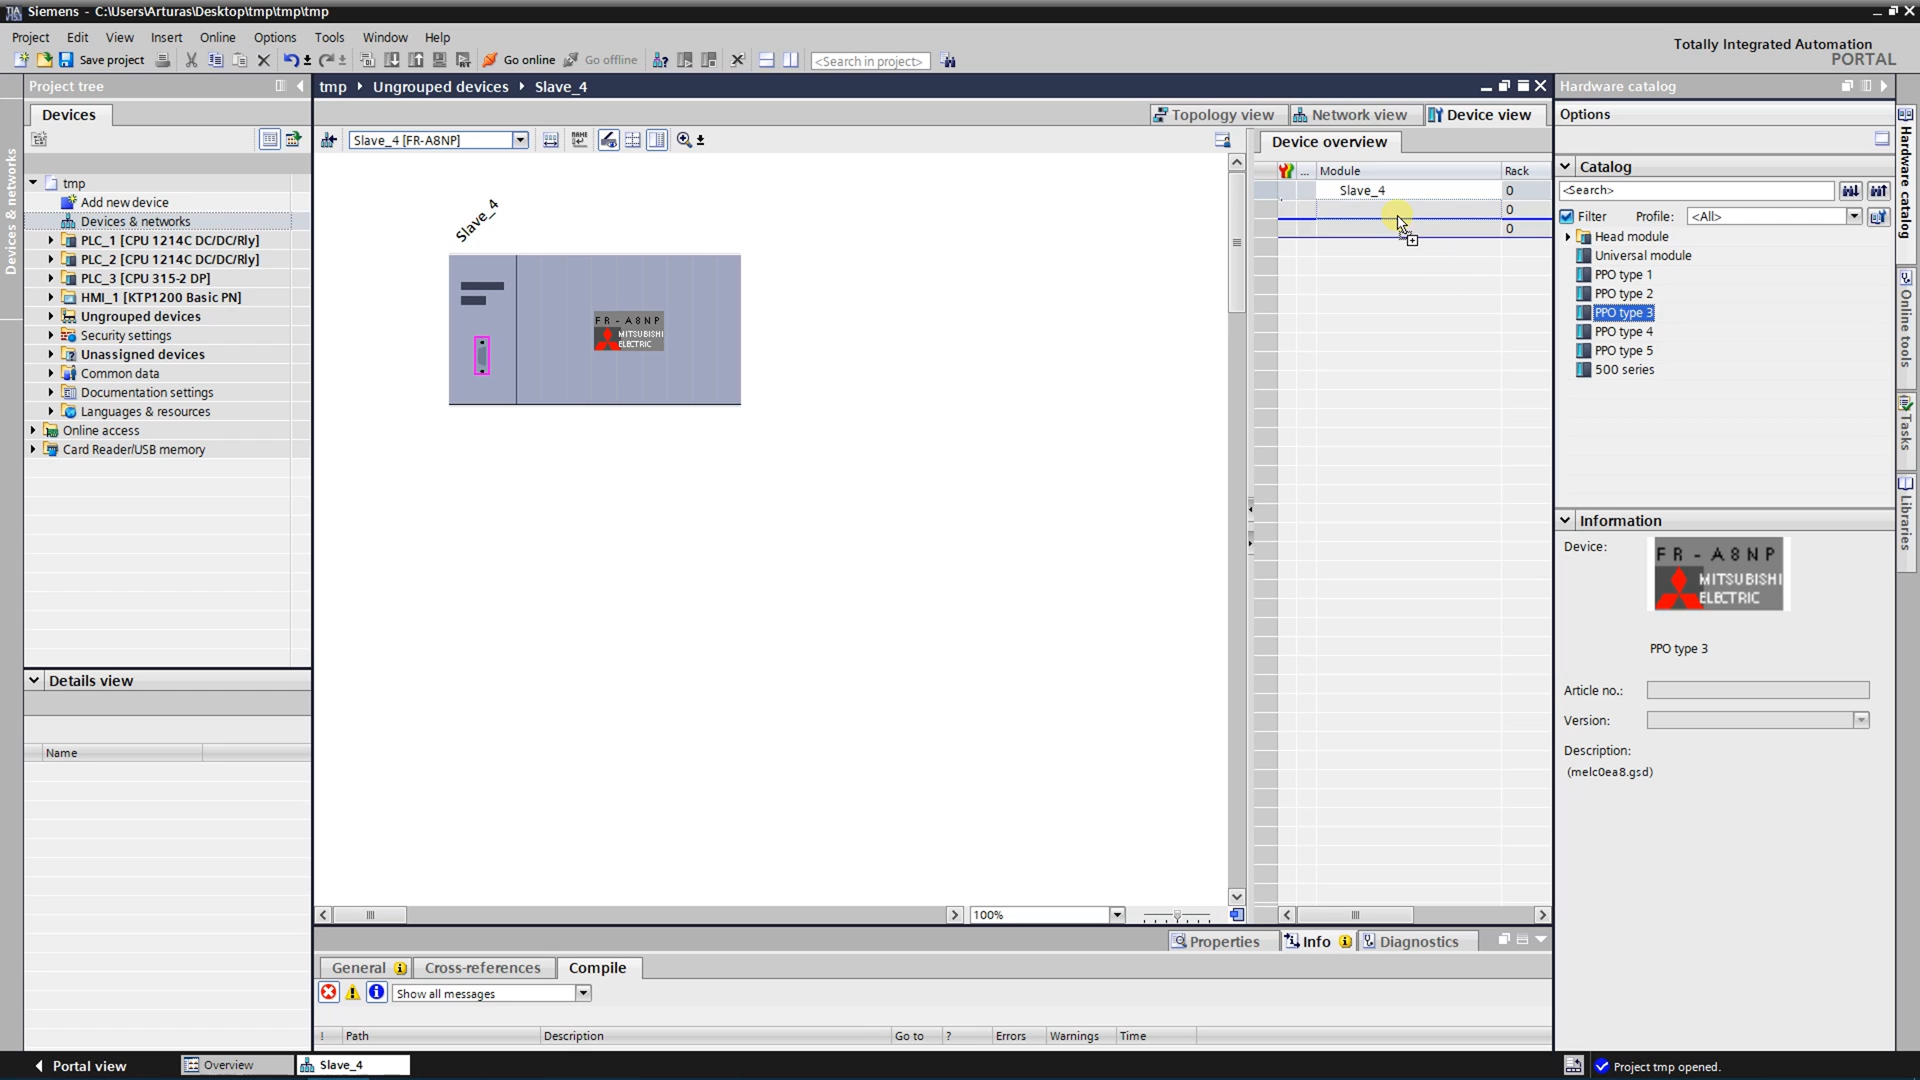 Siemens - C:\Users\Arturas\Desktop\tmp\tmp\tmp
Project Edit View Insert Online Options Tools Window Help
Totally Integrated Automation
PORTAL
Save project
Go online
Go offline
<Search in project>
Project tree
tmp Ungrouped devices Slave_4
Hardware catalog
Devices
Topology view
Network view
Device view
Options
Slave_4 [FR-A8NP]
Device overview
Devices & networks
tmp
Add new device
Devices & networks
PLC_1 [CPU 1214C DC/DC/Rly]
PLC_2 [CPU 1214C DC/DC/Rly]
PLC_3 [CPU 315-2 DP]
HMI_1 [KTP1200 Basic PN]
Ungrouped devices
Security settings
Unassigned devices
Common data
Documentation settings
Languages & resources
Online access
Card Reader/USB memory
Details view
Name
Slave_4
FR - A8NP
MITSUBISHI
ELECTRIC
100%
... Module Rack
Slave_4 0
0
0
Catalog
<Search>
Filter Profile: <All>
Head module
Universal module
PPO type 1
PPO type 2
PPO type 3
PPO type 4
PPO type 5
500 series
Information
Device:
FR - A8NP
MITSUBISHI
ELECTRIC
PPO type 3
Article no.:
Version:
Description:
(melc0ea8.gsd)
Hardware catalog
Online tools
Tasks
Libraries
Properties
Info
Diagnostics
General
Cross-references
Compile
Show all messages
! Path Description Go to ? Errors Warnings Time
Portal view
Overview
Slave_4
Project tmp opened.